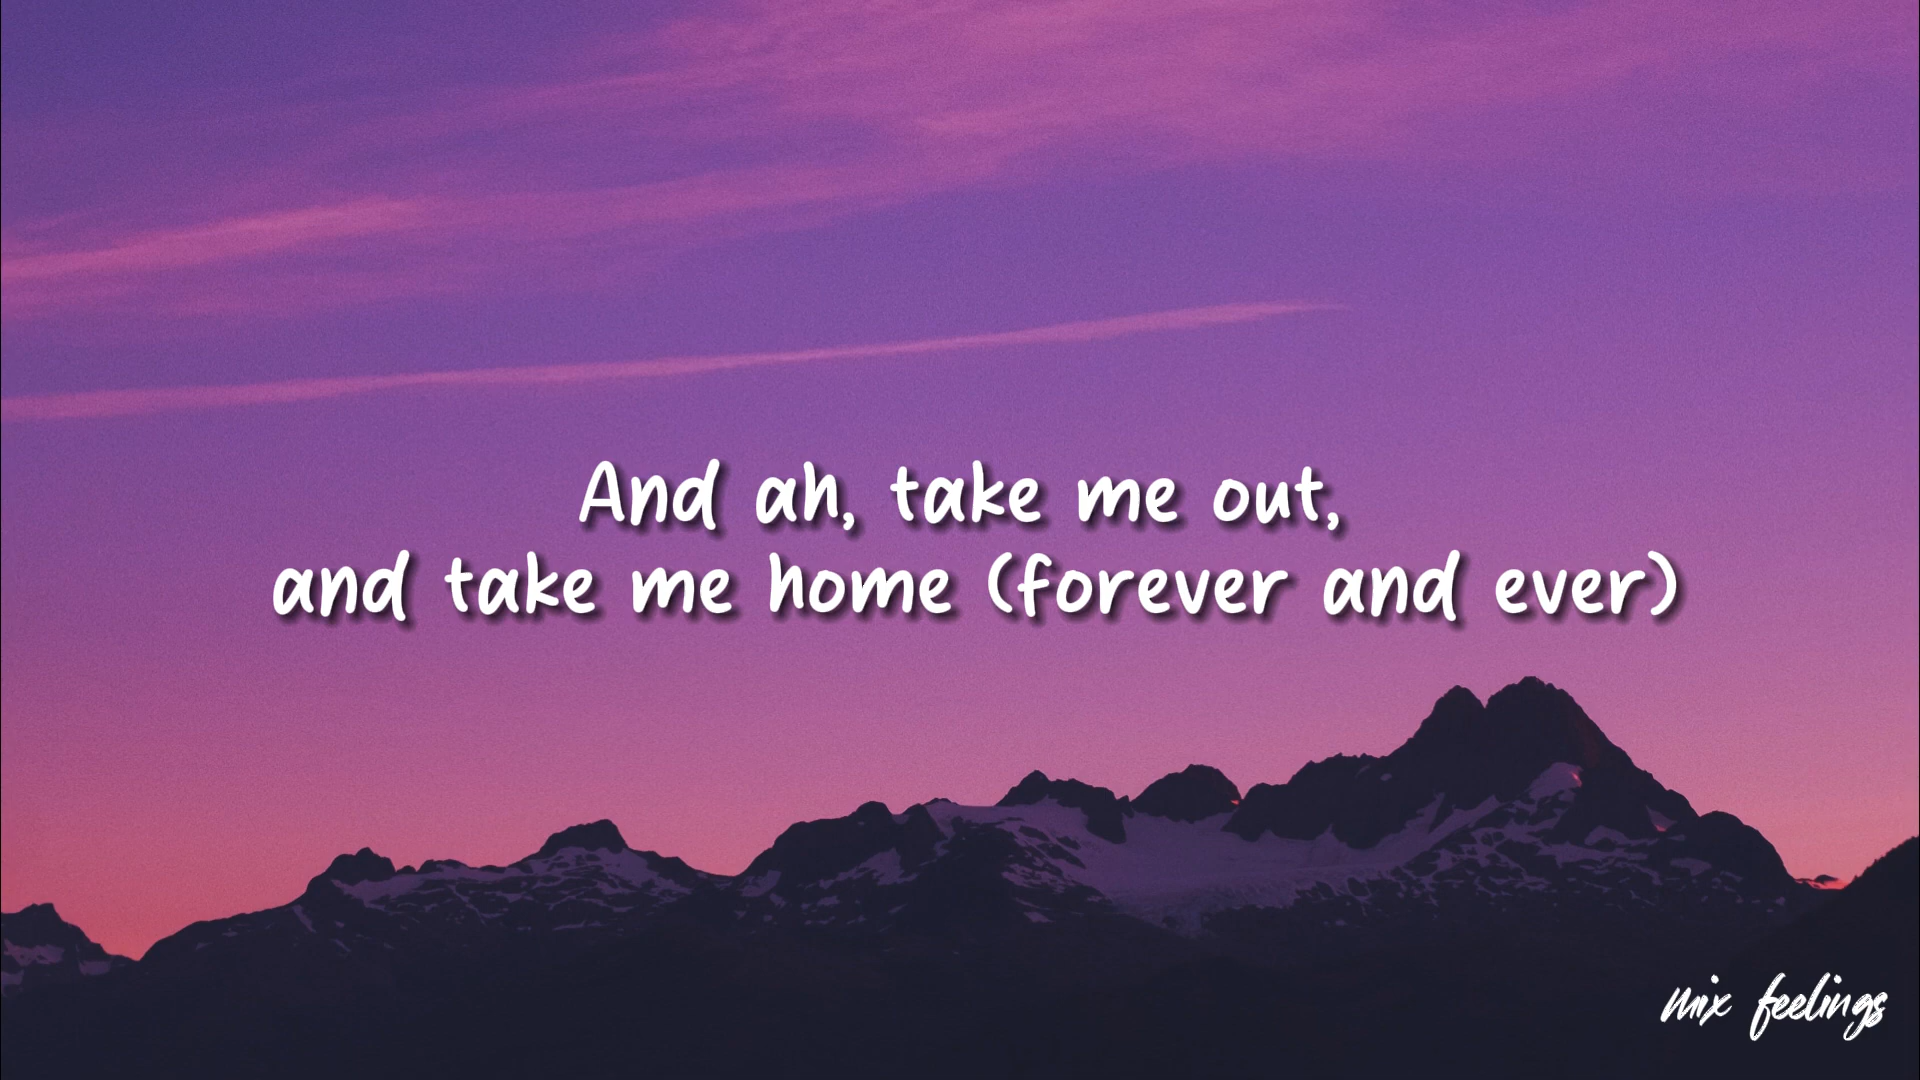 And ah, take me out,
and take me home (forever and ever)
mix feelings